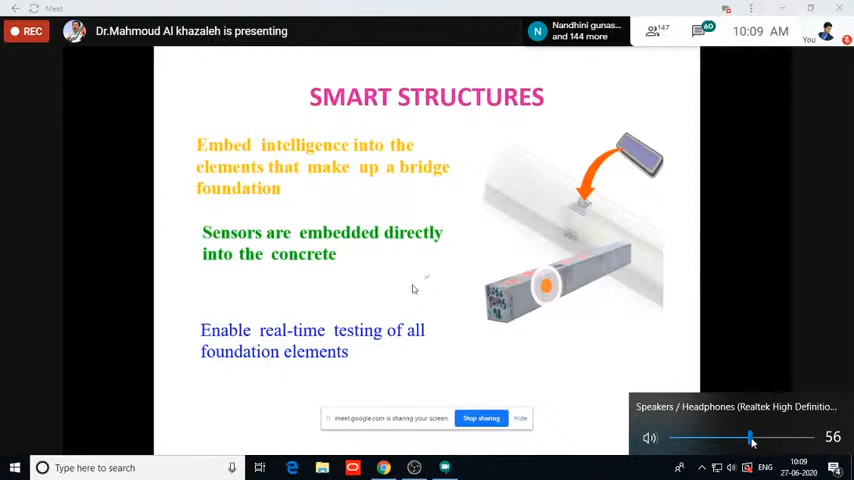 Meet
REC
Dr.Mahmoud Al khazaleh is presenting
N
Nandhini gunas...
and 144 more
147
60
10:09 AM
You
SMART STRUCTURES
Embed intelligence into the
elements that make up a bridge
foundation
Sensors are embedded directly
into the concrete
Enable real-time testing of all
foundation elements
meet.google.com is sharing your screen.
Stop sharing
Hide
Speakers / Headphones (Realtek High Definitio...
56
Type here to search
ENG
10:09
27-06-2020
4